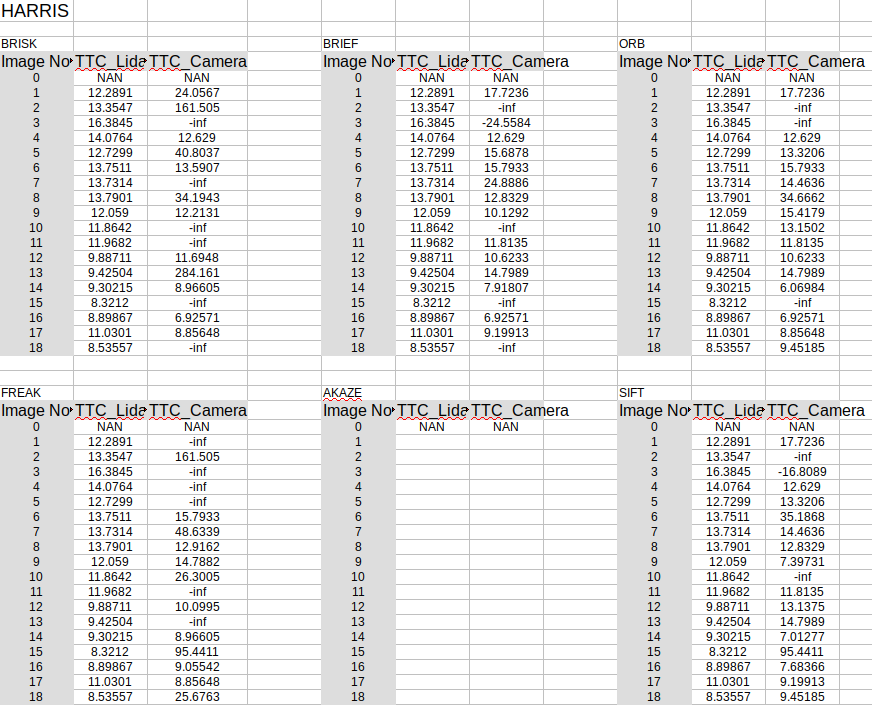 HARRIS
BRISK BRIEF ORB
Image No TTC_Lida TTC_Camera Image No TTC_Lida TTC_Camera Image No TTC_Lida TTC_Camera
0 NAN NAN 0 NAN NAN 0 NAN NAN
1 12.2891 24.0567 1 12.2891 17.7236 1 12.2891 17.7236
2 13.3547 161.505 2 13.3547 -inf 2 13.3547 -inf
3 16.3845 -inf 3 16.3845 -24.5584 3 16.3845 -inf
4 14.0764 12.629 4 14.0764 12.629 4 14.0764 12.629
5 12.7299 40.8037 5 12.7299 15.6878 5 12.7299 13.3206
6 13.7511 13.5907 6 13.7511 15.7933 6 13.7511 15.7933
7 13.7314 -inf 7 13.7314 24.8886 7 13.7314 14.4636
8 13.7901 34.1943 8 13.7901 12.8329 8 13.7901 34.6662
9 12.059 12.2131 9 12.059 10.1292 9 12.059 15.4179
10 11.8642 -inf 10 11.8642 -inf 10 11.8642 13.1502
11 11.9682 -inf 11 11.9682 11.8135 11 11.9682 11.8135
12 9.88711 11.6948 12 9.88711 10.6233 12 9.88711 10.6233
13 9.42504 284.161 13 9.42504 14.7989 13 9.42504 14.7989
14 9.30215 8.96605 14 9.30215 7.91807 14 9.30215 6.06984
15 8.3212 -inf 15 8.3212 -inf 15 8.3212 -inf
16 8.89867 6.92571 16 8.89867 6.92571 16 8.89867 6.92571
17 11.0301 8.85648 17 11.0301 9.19913 17 11.0301 8.85648
18 8.53557 -inf 18 8.53557 -inf 18 8.53557 9.45185
FREAK AKAZE SIFT
Image No TTC_Lida TTC_Camera Image No TTC_Lida TTC_Camera Image No TTC_Lida TTC_Camera
0 NAN NAN 0 NAN NAN 0 NAN NAN
1 12.2891 -inf 1 1 12.2891 17.7236
2 13.3547 161.505 2 2 13.3547 -inf
3 16.3845 -inf 3 3 16.3845 -16.8089
4 14.0764 -inf 4 4 14.0764 12.629
5 12.7299 -inf 5 5 12.7299 13.3206
6 13.7511 15.7933 6 6 13.7511 35.1868
7 13.7314 48.6339 7 7 13.7314 14.4636
8 13.7901 12.9162 8 8 13.7901 12.8329
9 12.059 14.7882 9 9 12.059 7.39731
10 11.8642 26.3005 10 10 11.8642 -inf
11 11.9682 -inf 11 11 11.9682 11.8135
12 9.88711 10.0995 12 12 9.88711 13.1375
13 9.42504 -inf 13 13 9.42504 14.7989
14 9.30215 8.96605 14 14 9.30215 7.01277
15 8.3212 95.4411 15 15 8.3212 95.4411
16 8.89867 9.05542 16 16 8.89867 7.68366
17 11.0301 8.85648 17 17 11.0301 9.19913
18 8.53557 25.6763 18 18 8.53557 9.45185